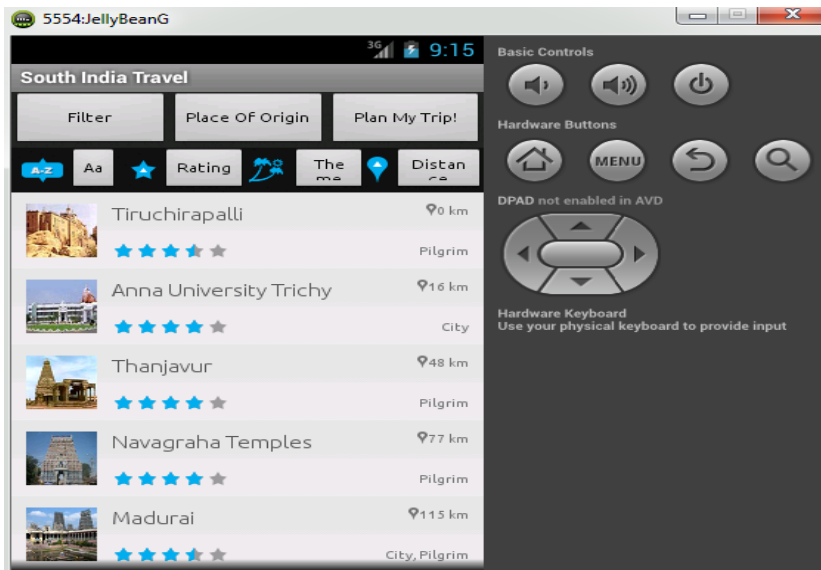 5554:JellyBeanG
3G 9:15
South India Travel
Filter Place Of Origin Plan My Trip!
A-Z Aa Rating The
me Distan
ce
Tiruchirapalli 0 km
Pilgrim
Anna University Trichy 16 km
City
Thanjavur 48 km
Pilgrim
Navagraha Temples 77 km
Pilgrim
Madurai 115 km
City, Pilgrim
Basic Controls
Hardware Buttons
MENU
DPAD not enabled in AVD
Hardware Keyboard
Use your physical keyboard to provide input